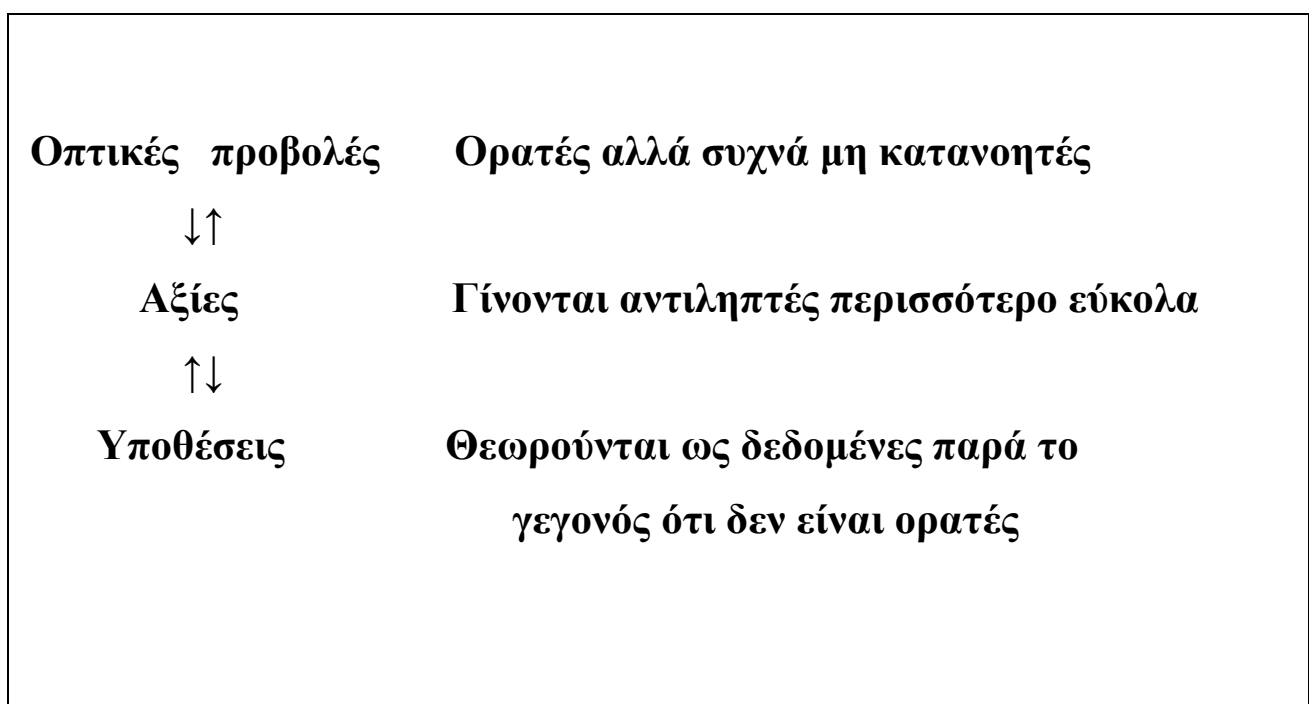 Οπτικές προβολές Ορατές αλλά συχνά μη κατανοητές
↓↑
Αξίες Γίνονται αντιληπτές περισσότερο εύκολα
↑↓
Υποθέσεις Θεωρούνται ως δεδομένες παρά το
γεγονός ότι δεν είναι ορατές